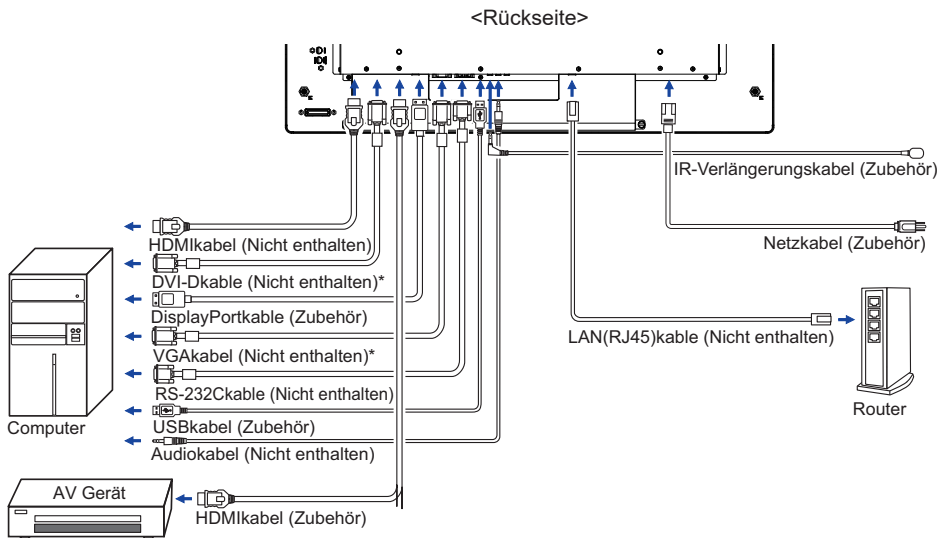 <Rückseite>
IR-Verlängerungskabel (Zubehör)
HDMIkabel (Nicht enthalten)
Netzkabel (Zubehör)
DVI-Dkable (Nicht enthalten)*
DisplayPortkable (Zubehör)
VGAkabel (Nicht enthalten)*
LAN(RJ45)kable (Nicht enthalten)
RS-232Ckable (Nicht enthalten)
Router
Computer
USBkabel (Zubehör)
Audiokabel (Nicht enthalten)
AV Gerät
HDMIkabel (Zubehör)